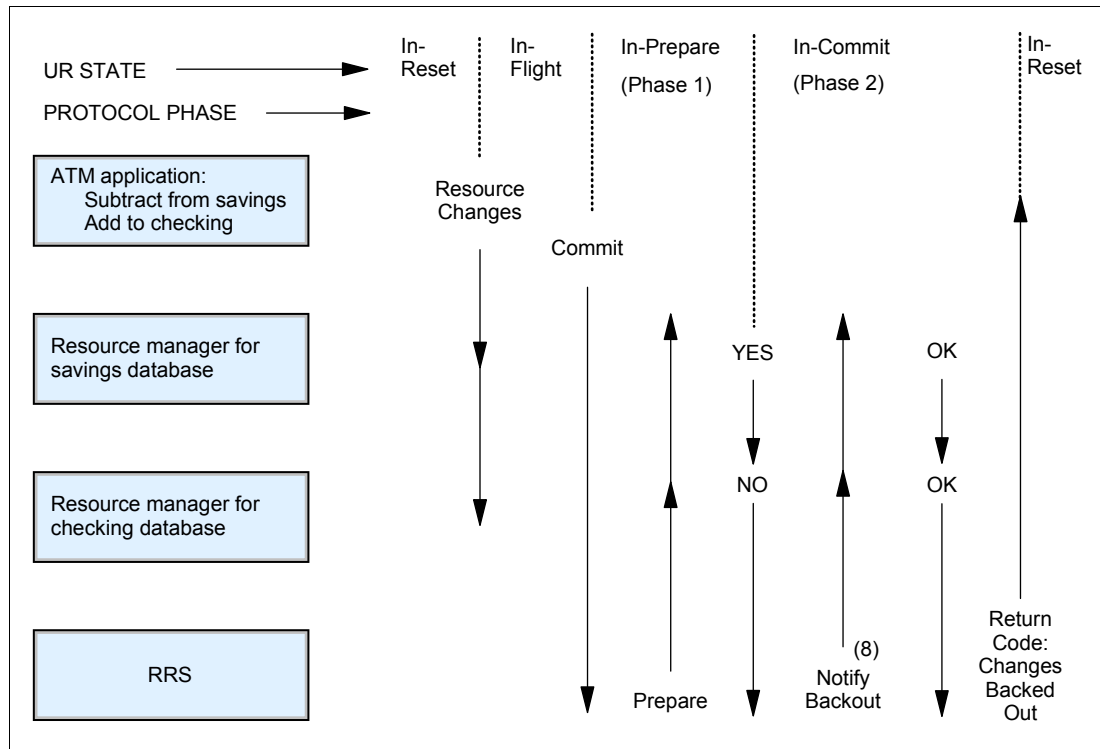 UR STATE
PROTOCOL PHASE
In-
Reset
In-
Flight
In-Prepare
(Phase 1)
In-Commit
(Phase 2)
In-
Reset
ATM application:
Subtract from savings
Add to checking
Resource
Changes
Commit
Resource manager for
savings database
YES
OK
Resource manager for
checking database
NO
OK
RRS
Prepare
(8)
Notify
Backout
Return
Code:
Changes
Backed
Out